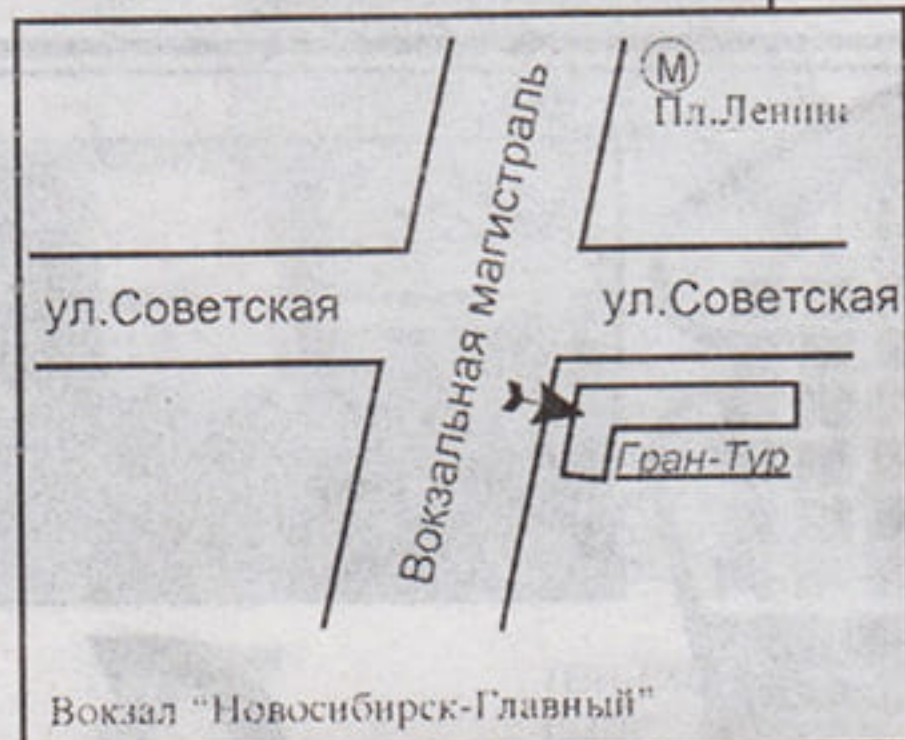 М
Пл.Ленина
Вокзальная магистраль
ул.Советская
ул.Советская
Гран-Тур
Вокзал "Новосибирск-Главный"